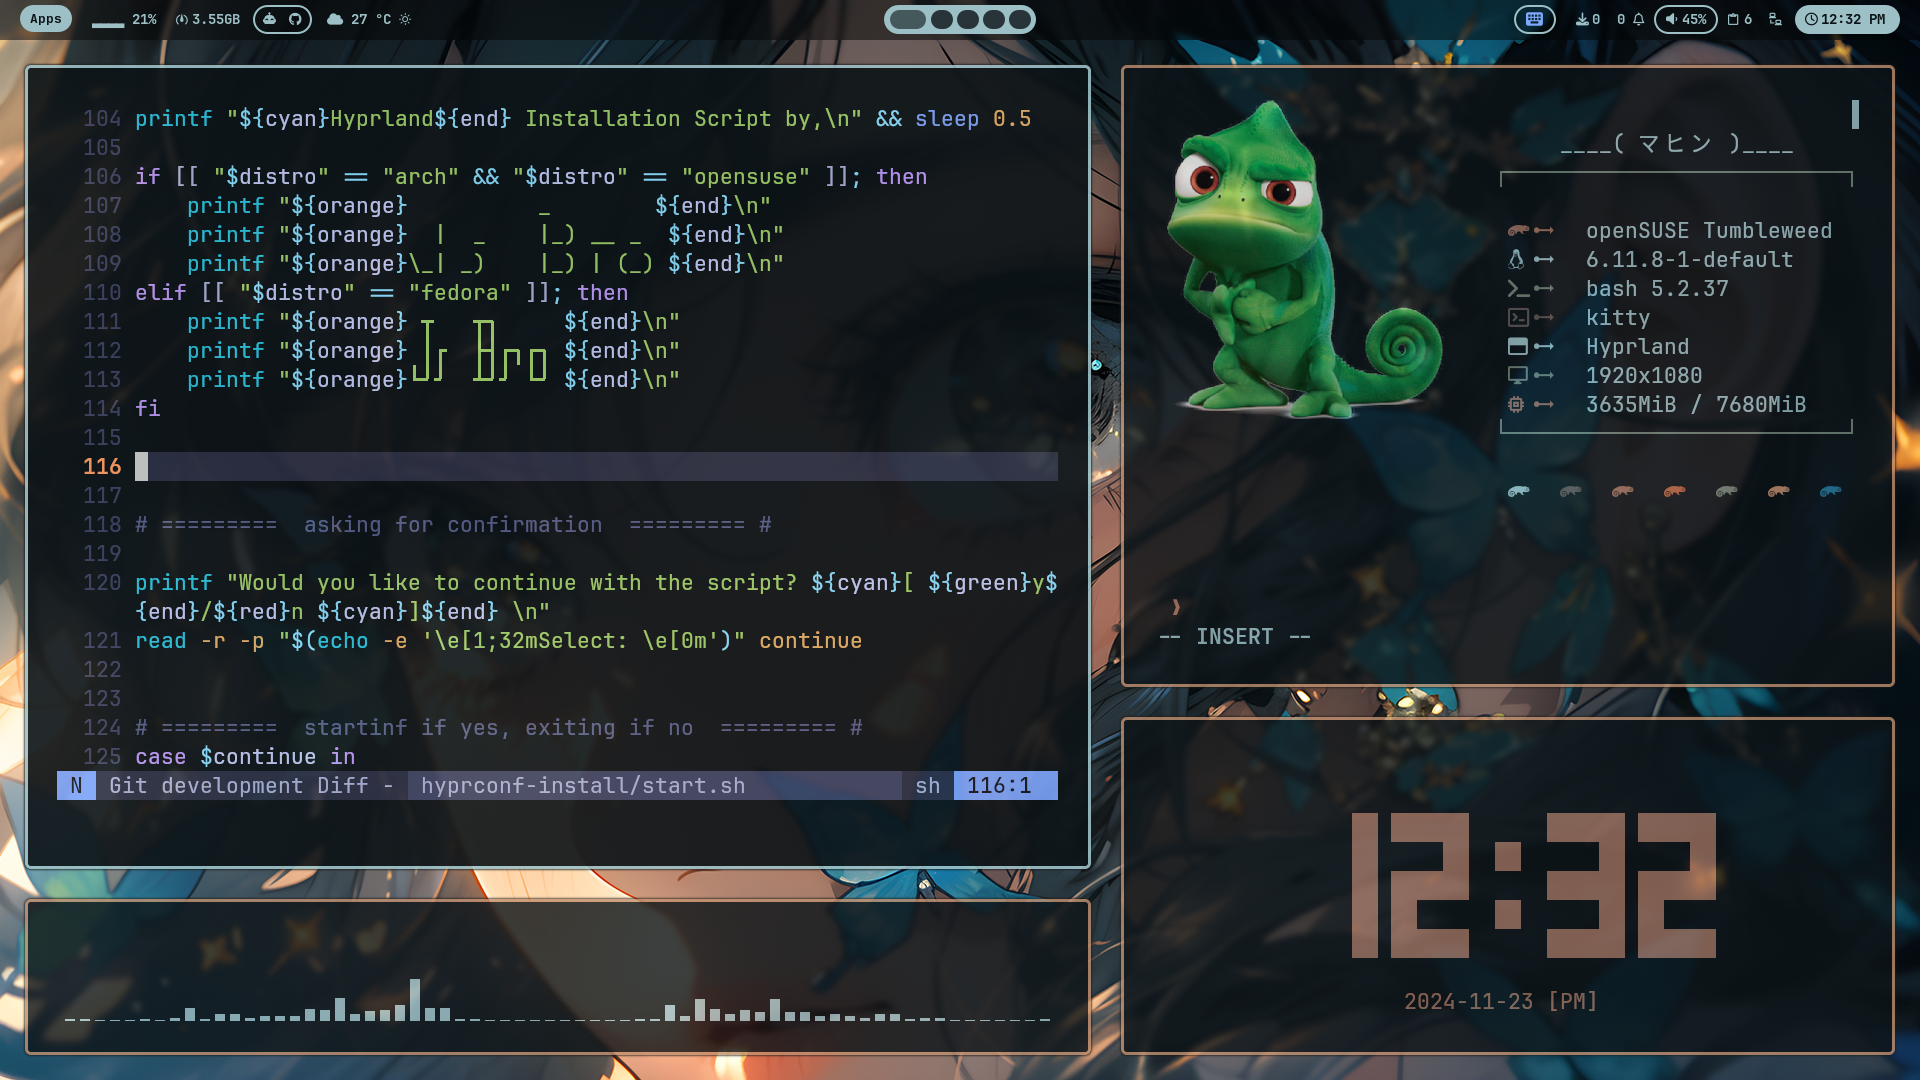 Apps 21% 3.55GB 27 °C
0 0 45% 6 12:32 PM
104 printf "${cyan}Hyprland${end} Installation Script by,\n" && sleep 0.5
105
106 if [[ "$distro" == "arch" && "$distro" == "opensuse" ]]; then
107     printf "${orange}          _        ${end}\n"
108     printf "${orange}  |  _    |_) __ _  ${end}\n"
109     printf "${orange}\_| _)    |_) | (_) ${end}\n"
110 elif [[ "$distro" == "fedora" ]]; then
111     printf "${orange} ┬   ┬┐     ${end}\n"
112     printf "${orange} │┌  ├┤┌┐┌┐ ${end}\n"
113     printf "${orange}└┘┘  ┴┘┘ └┘ ${end}\n"
114 fi
115
116
117
118 # =========  asking for confirmation  ========= #
119
120 printf "Would you like to continue with the script? ${cyan}[ ${green}y$
{end}/${red}n ${cyan}]${end} \n"
121 read -r -p "$(echo -e '\e[1;32mSelect: \e[0m')" continue
122
123
124 # =========  startinf if yes, exiting if no  ========= #
125 case $continue in
N Git development Diff - hyprconf-install/start.sh sh 116:1
____( マヒン )____
openSUSE Tumbleweed
6.11.8-1-default
bash 5.2.37
kitty
Hyprland
1920x1080
3635MiB / 7680MiB
❱
-- INSERT --
12:32
2024-11-23 [PM]